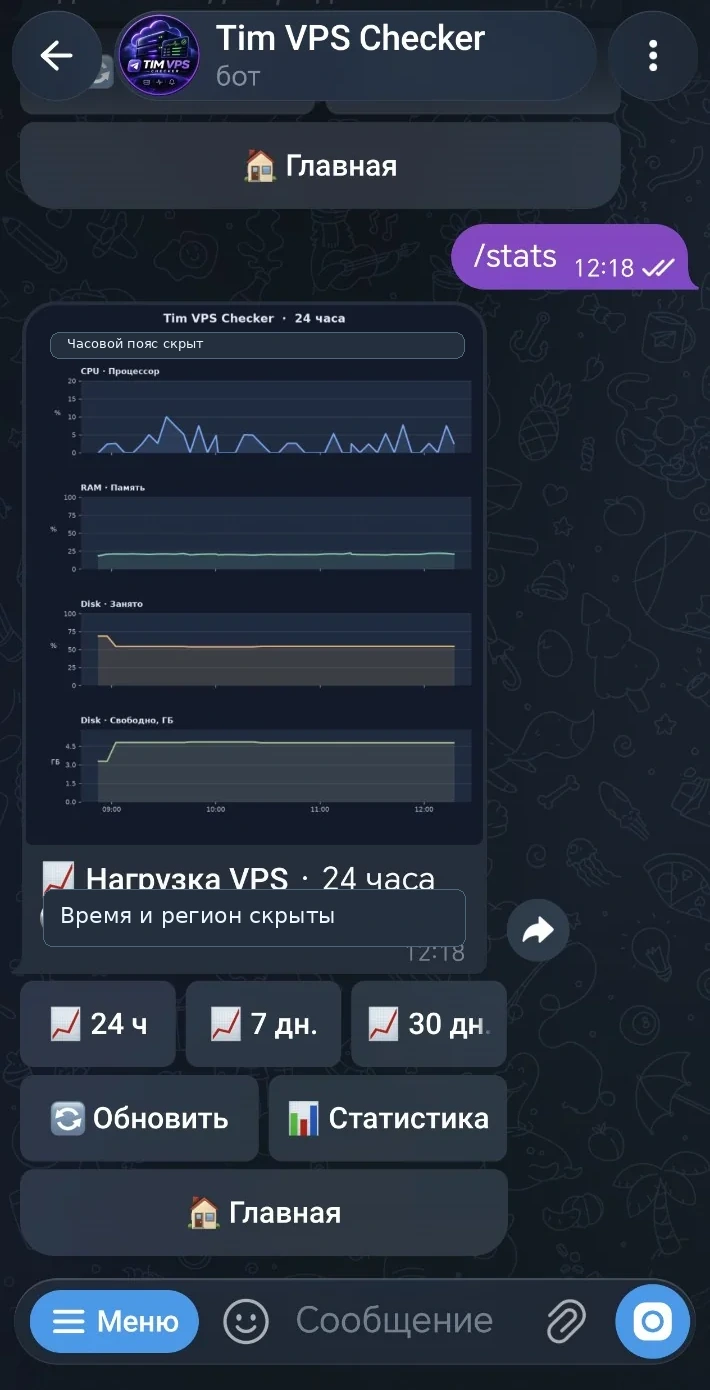 Tim VPS Checker
бот
TIM VPS
CHECKER
🏠 Главная
/stats 12:18
Tim VPS Checker · 24 часа
Часовой пояс скрыт
CPU · Процессор
20
15
%
10
5
0
RAM · Память
100
75
%
50
25
0
Disk · Занято
100
75
%
50
25
0
Disk · Свободно, ГБ
4.5
ГБ
3.0
1.5
0.0
09:00 10:00 11:00 12:00
📈 Нагрузка VPS · 24 часа
Время и регион скрыты
12:18
📈 24 ч 📈 7 дн. 📈 30 дн.
🔄 Обновить 📊 Статистика
🏠 Главная
Меню Сообщение